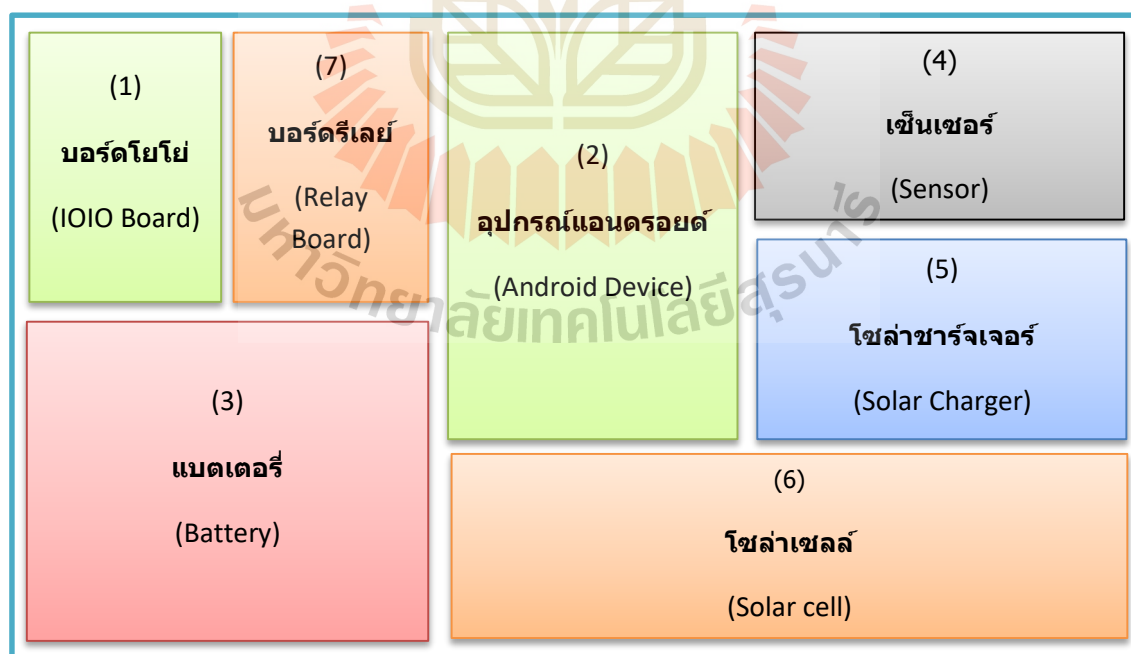 (1)
บอร์ดโยโย่
(IOIO Board)
(7)
บอร์ดรีเลย์
(Relay
Board)
(2)
อุปกรณ์แอนดรอยด์
(Android Device)
(4)
เซ็นเซอร์
(Sensor)
(5)
โซล่าชาร์จเจอร์
(Solar Charger)
(3)
แบตเตอรี่
(Battery)
(6)
โซล่าเซลล์
(Solar cell)
มหาวิทยาลัยเทคโนโลยีสุรนารี